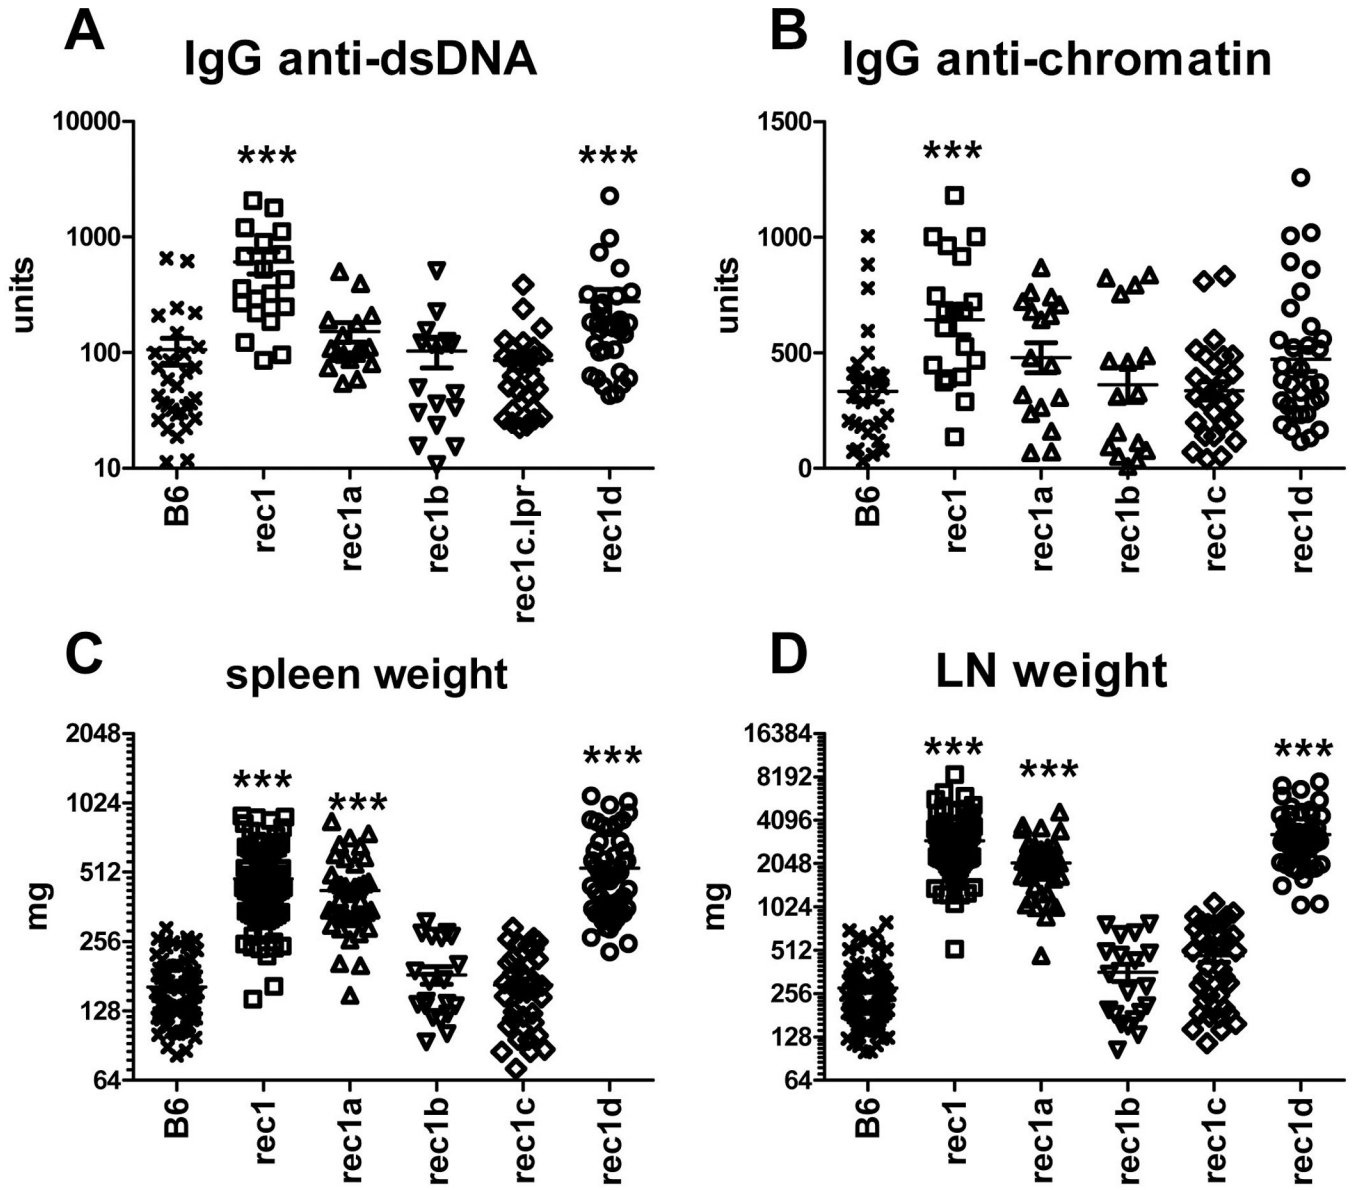 A
IgG anti-dsDNA
10000
1000
100
10
units
***
***
B6
rec1
rec1a
rec1b
rec1c.lpr
rec1d
B
IgG anti-chromatin
1500
1000
500
0
units
***
B6
rec1
rec1a
rec1b
rec1c
rec1d
C
spleen weight
2048
1024
512
256
128
64
mg
***
***
***
B6
rec1
rec1a
rec1b
rec1c
rec1d
D
LN weight
16384
8192
4096
2048
1024
512
256
128
64
mg
***
***
***
B6
rec1
rec1a
rec1b
rec1c
rec1d